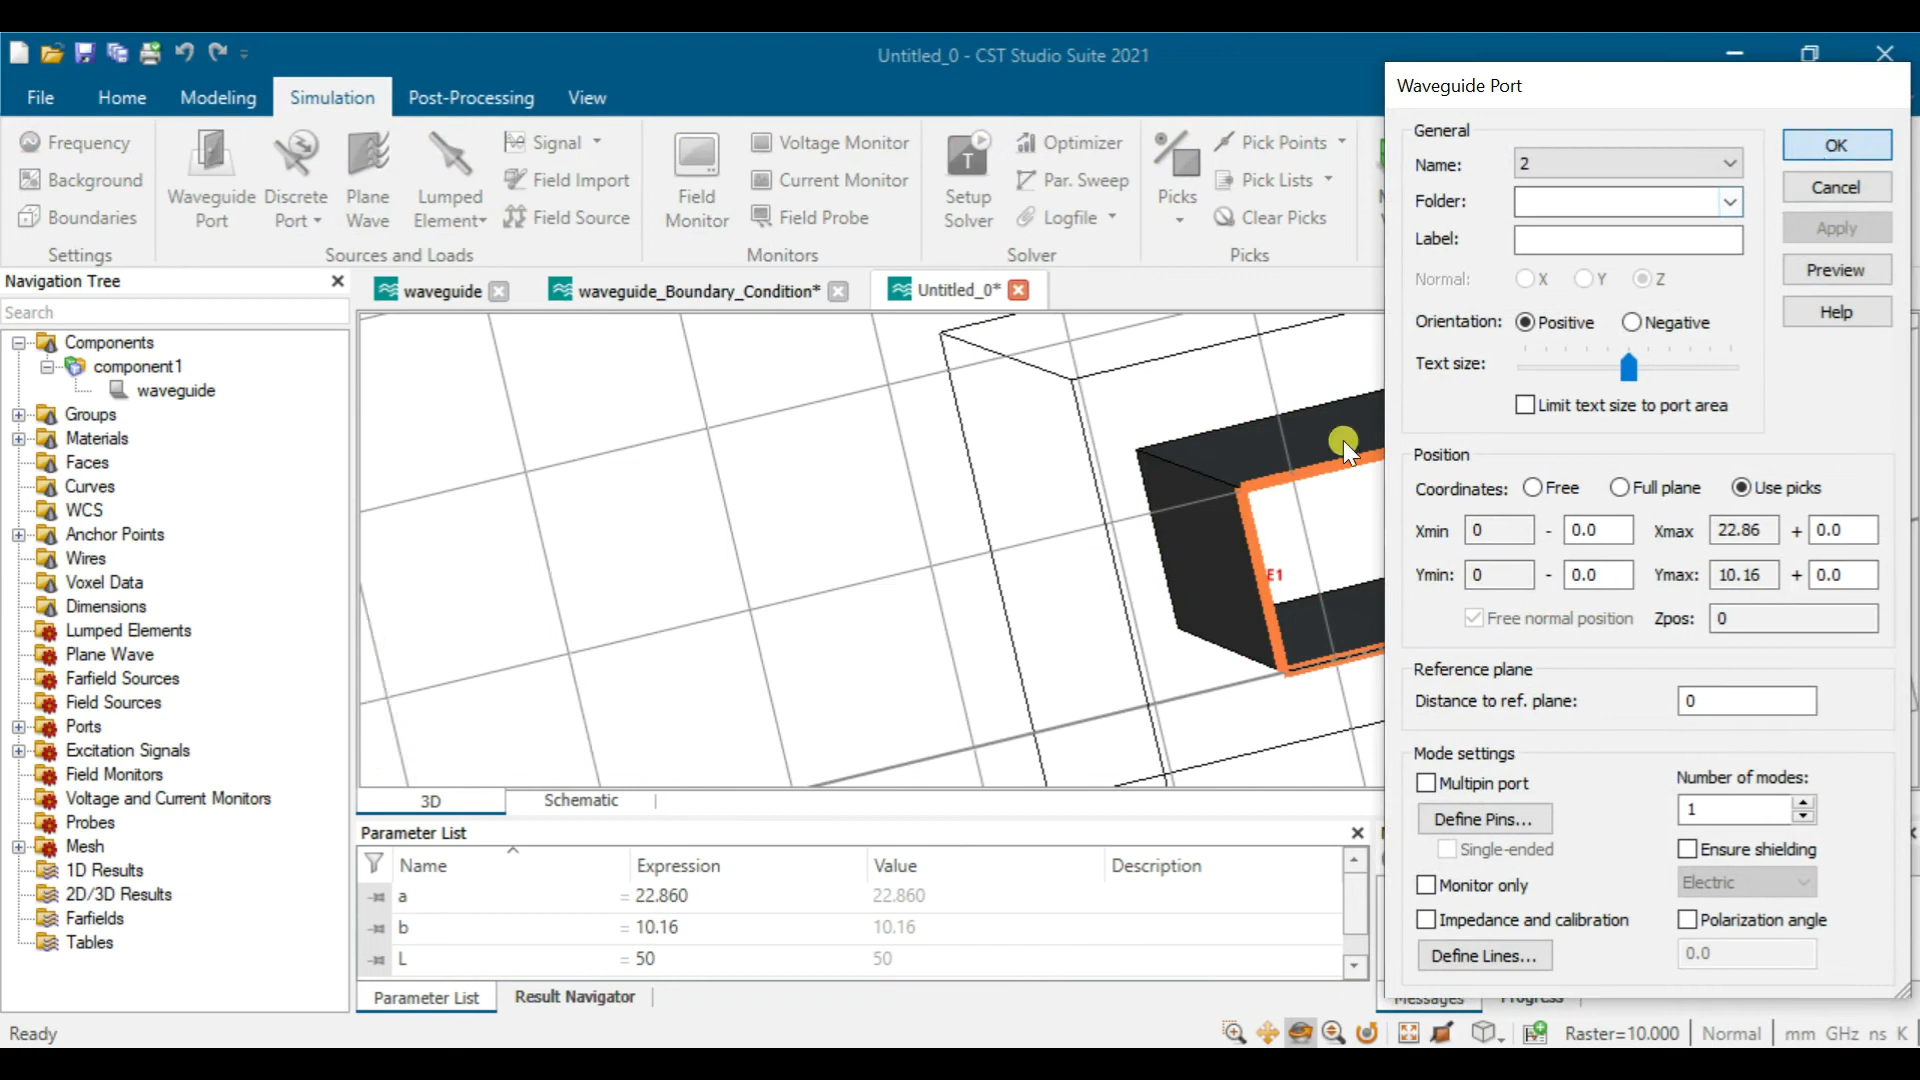 Untitled_0 - CST Studio Suite 2021
File Home Modeling Simulation Post-Processing View
Frequency
Background
Boundaries
Settings
Waveguide Port
Discrete Port
Plane Wave
Lumped Element
Signal
Field Import
Field Source
Sources and Loads
Field Monitor
Voltage Monitor
Current Monitor
Field Probe
Monitors
T
Setup Solver
Optimizer
Par. Sweep
Logfile
Solver
Picks
Pick Points
Pick Lists
Clear Picks
Picks
Navigation Tree
Search
Components
component1
waveguide
Groups
Materials
Faces
Curves
WCS
Anchor Points
Wires
Voxel Data
Dimensions
Lumped Elements
Plane Wave
Farfield Sources
Field Sources
Ports
Excitation Signals
Field Monitors
Voltage and Current Monitors
Probes
Mesh
1D Results
2D/3D Results
Farfields
Tables
waveguide
waveguide_Boundary_Condition*
Untitled_0*
E1
3D Schematic
Parameter List
Name Expression Value Description
a = 22.860 22.860
b = 10.16 10.16
L = 50 50
Parameter List Result Navigator
Messages Progress
Waveguide Port
General
Name: 2
Folder:
Label:
Normal: X Y Z
Orientation: Positive Negative
Text size:
Limit text size to port area
OK
Cancel
Apply
Preview
Help
Position
Coordinates: Free Full plane Use picks
Xmin 0 - 0.0 Xmax 22.86 + 0.0
Ymin: 0 - 0.0 Ymax: 10.16 + 0.0
Free normal position Zpos: 0
Reference plane
Distance to ref. plane: 0
Mode settings
Multipin port
Define Pins...
Single-ended
Monitor only
Impedance and calibration
Define Lines...
Number of modes:
1
Ensure shielding
Electric
Polarization angle
0.0
Ready
Raster=10.000 Normal mm GHz ns K